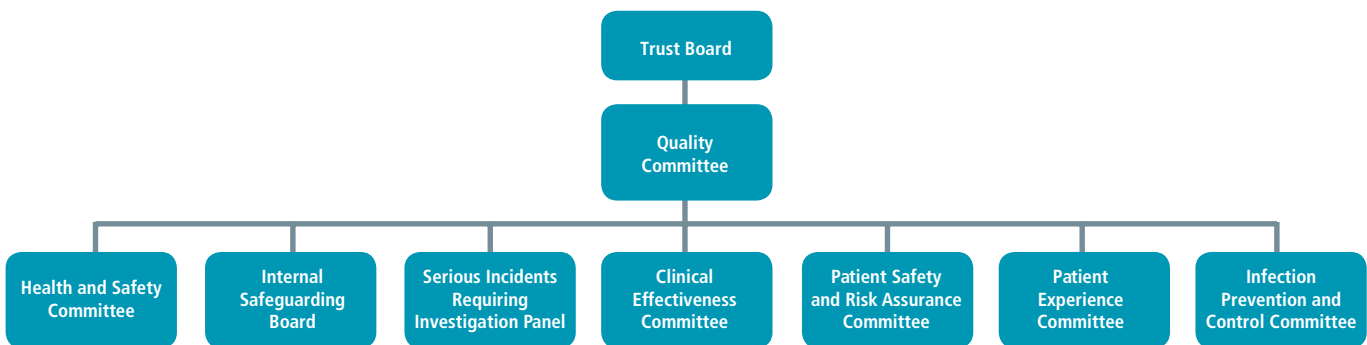 Trust Board
Quality
Committee
Health and Safety
Committee
Internal
Safeguarding
Board
Serious Incidents
Requiring
Investigation Panel
Clinical
Effectiveness
Committee
Patient Safety
and Risk Assurance
Committee
Patient
Experience
Committee
Infection
Prevention and
Control Committee